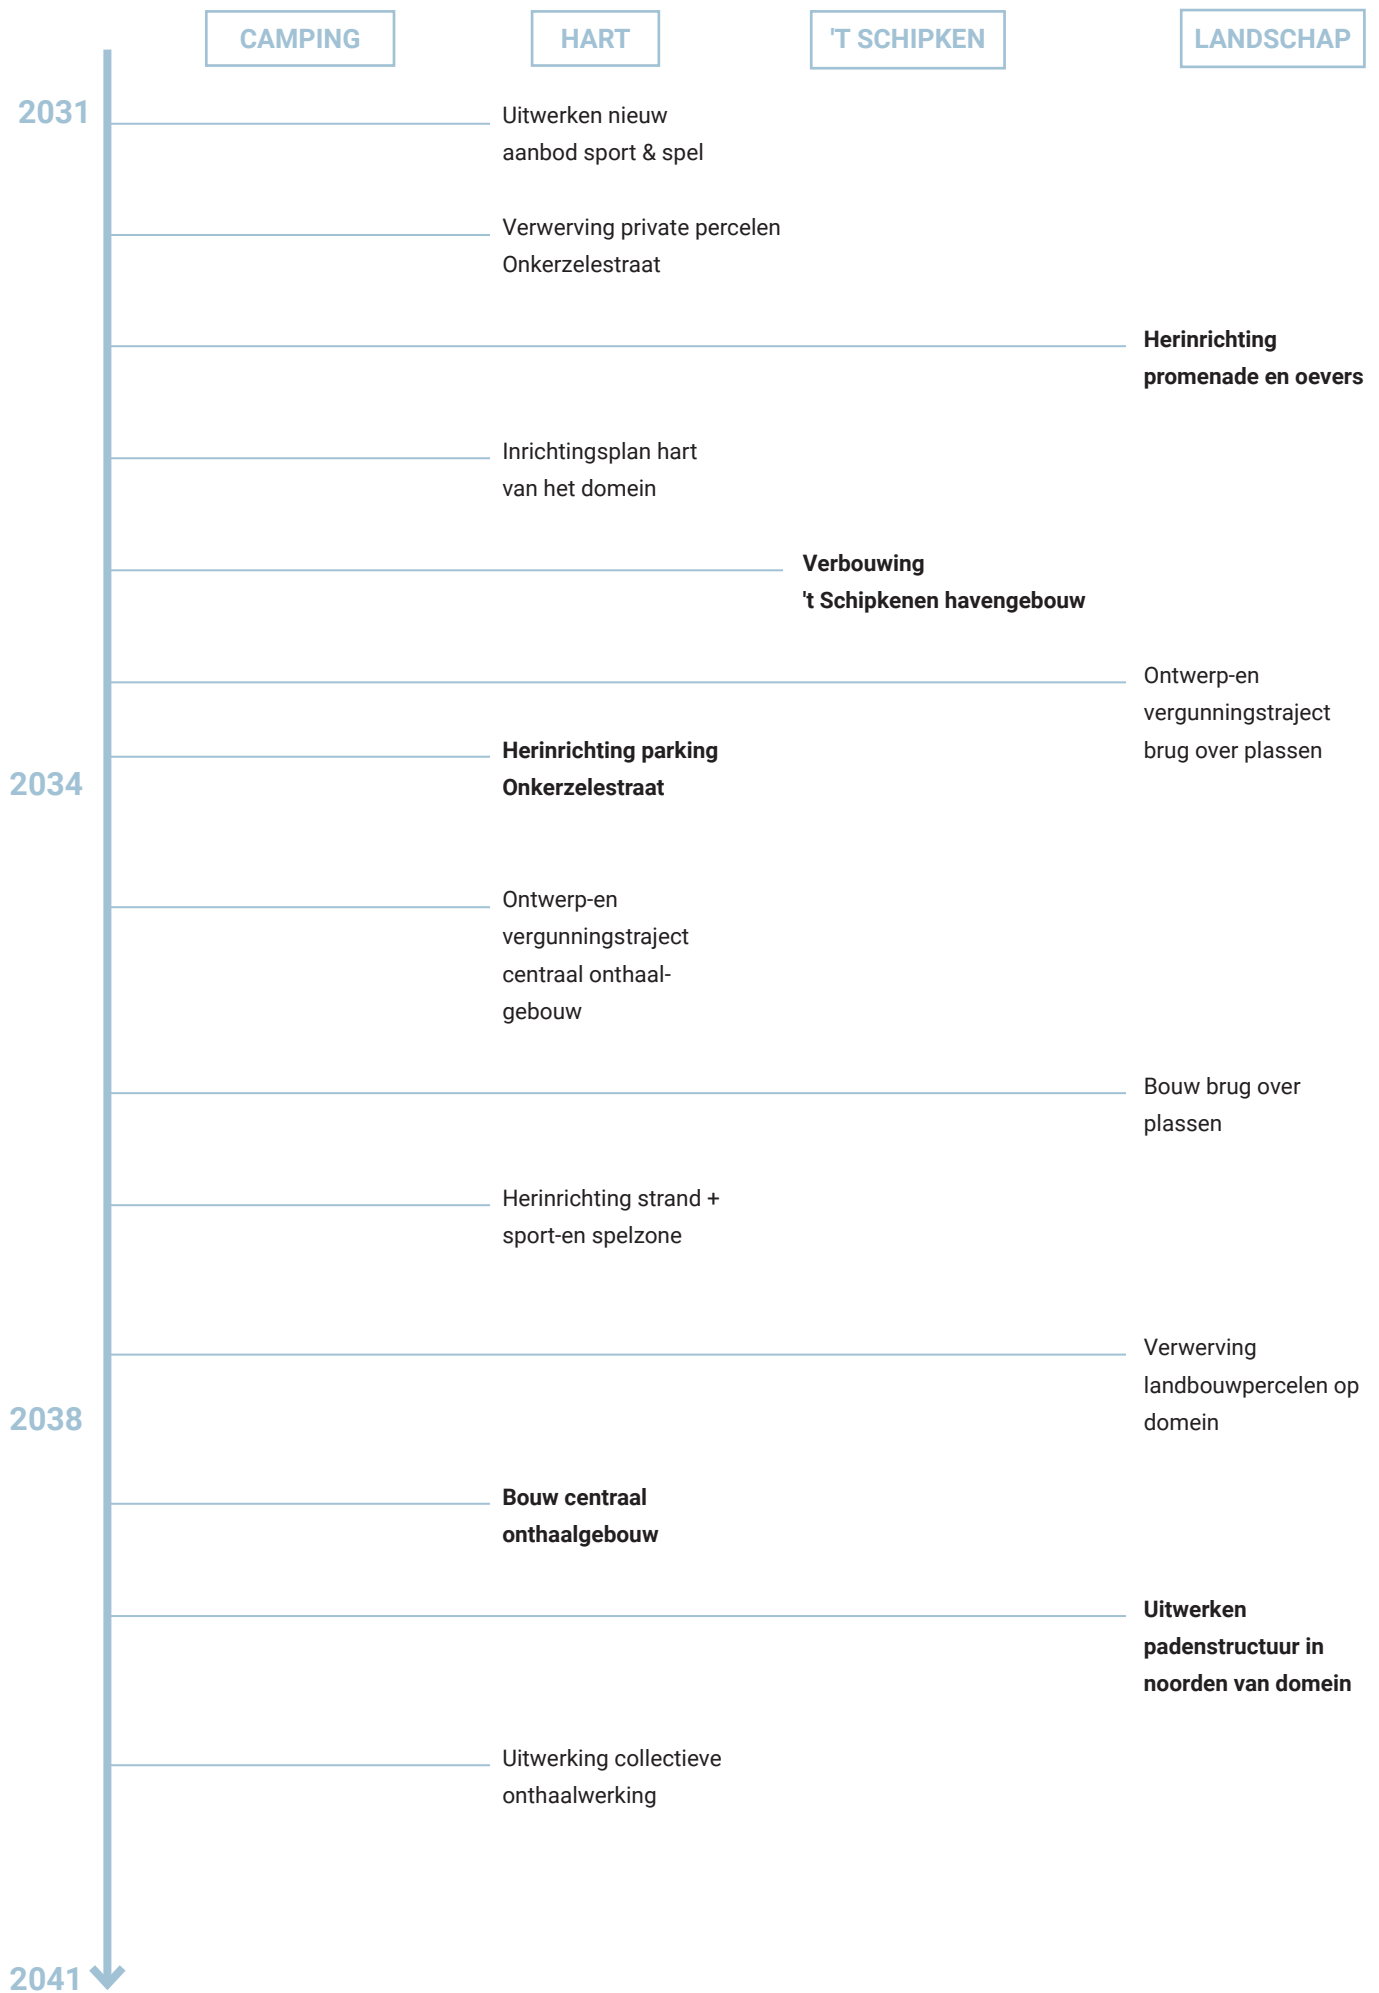 CAMPING
HART
'T SCHIPKEN
LANDSCHAP
2031
Uitwerken nieuw
aanbod sport & spel
Verwerving private percelen
Onkerzelestraat
Herinrichting
promenade en oevers
Inrichtingsplan hart
van het domein
Verbouwing
't Schipkenen havengebouw
Ontwerp-en
vergunningstraject
brug over plassen
Herinrichting parking
Onkerzelestraat
2034
Ontwerp-en
vergunningstraject
centraal onthaal-
gebouw
Bouw brug over
plassen
Herinrichting strand +
sport-en spelzone
Verwerving
landbouwpercelen op
domein
2038
Bouw centraal
onthaalgebouw
Uitwerken
padenstructuur in
noorden van domein
Uitwerking collectieve
onthaalwerking
2041